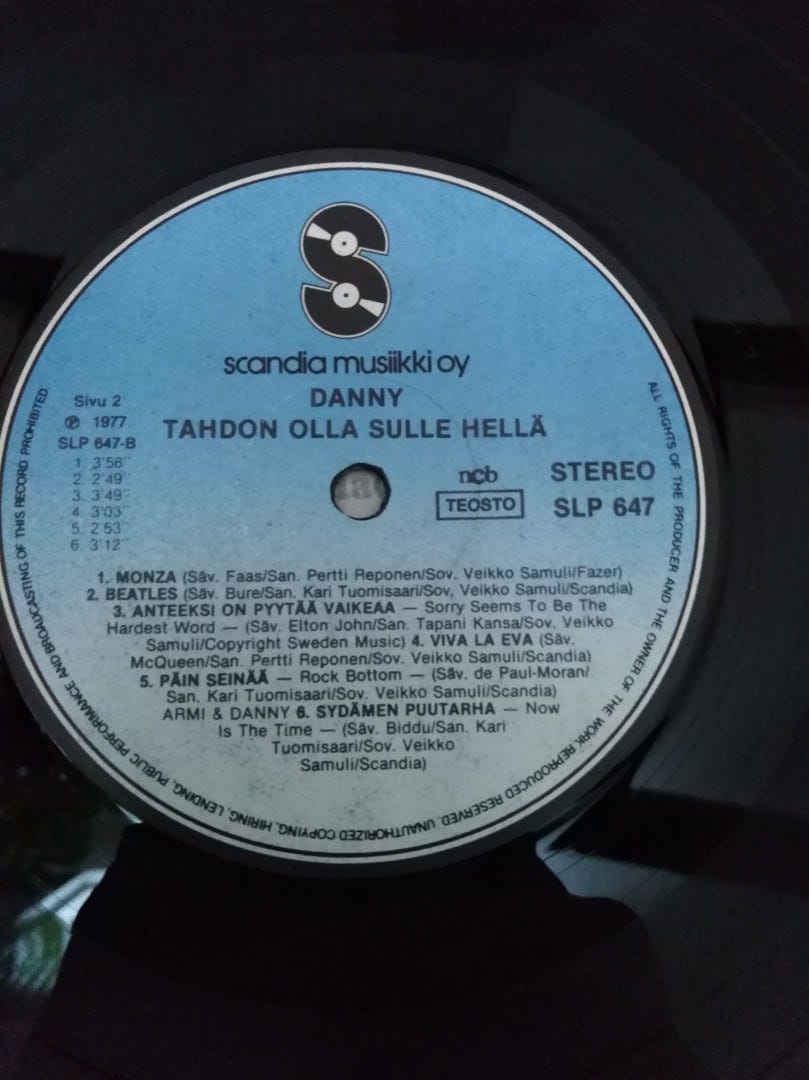 scandia musiikki oy
DANNY
TAHDON OLLA SULLE HELLÄ
Sivu 2
℗ 1977
SLP 647-B
1. 3'56''
2. 2'49''
3. 3'49''
4. 3'03''
5. 2'53''
6. 3'12''
ncb
TEOSTO
STEREO
SLP 647
1. MONZA (Säv. Faas/San. Pertti Reponen/Sov. Veikko Samuli/Fazer)
2. BEATLES (Säv. Bure/San. Kari Tuomisaari/Sov, Veikko Samuli/Scandia)
3. ANTEEKSI ON PYYTÄÄ VAIKEAA — Sorry Seems To Be The
Hardest Word — (Säv. Elton John/San. Tapani Kansa/Sov. Veikko
Samuli/Copyright Sweden Music) 4. VIVA LA EVA (Säv.
McQueen/San. Pertti Reponen/Sov. Veikko Samuli/Scandia)
5. PÄIN SEINÄÄ — Rock Bottom — (Säv. de Paul-Moran/
San. Kari Tuomisaari/Sov. Veikko Samuli/Scandia)
ARMI & DANNY 6. SYDÄMEN PUUTARHA — Now
Is The Time — (Säv. Biddu/San. Kari
Tuomisaari/Sov. Veikko
Samuli/Scandia)
ALL RIGHTS OF THE PRODUCER AND THE OWNER OF THE WORK REPRODUCED RESERVED. UNAUTHORIZED COPYING, HIRING, LENDING, PUBLIC PERFORMANCE AND BROADCASTING OF THIS RECORD PROHIBITED